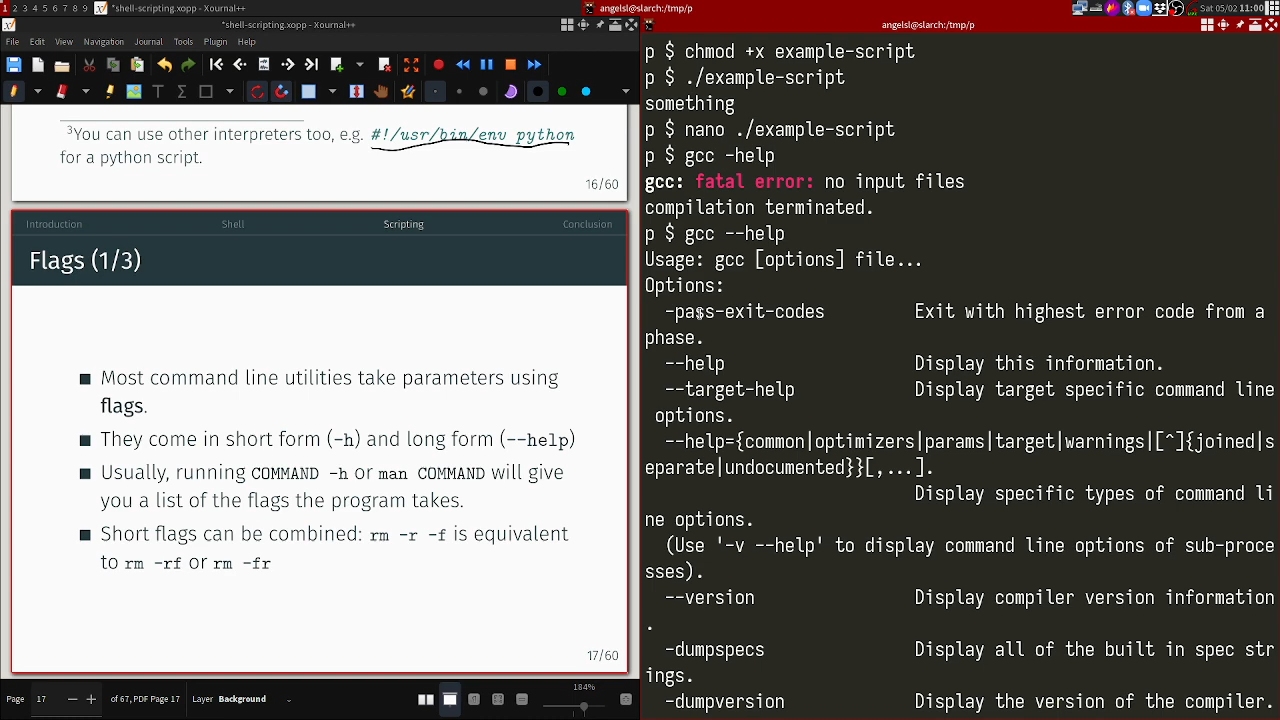 1 2 3 4 5 6 7 8 9 *shell-scripting.xopp - Xournal++ angelsl@slarch:/tmp/p Sat 05/02 11:00
*shell-scripting.xopp - Xournal++
File Edit View Navigation Journal Tools Plugin Help
3You can use other interpreters too, e.g. #!/usr/bin/env python
for a python script.
16/60
Introduction Shell Scripting Conclusion
Flags (1/3)
Most command line utilities take parameters using
flags.
They come in short form (-h) and long form (--help)
Usually, running COMMAND -h or man COMMAND will give
you a list of the flags the program takes.
Short flags can be combined: rm -r -f is equivalent
to rm -rf or rm -fr
17/60
Page 17 of 67, PDF Page 17 Layer Background 184%
angelsl@slarch:/tmp/p
p $ chmod +x example-script
p $ ./example-script
something
p $ nano ./example-script
p $ gcc -help
gcc: fatal error: no input files
compilation terminated.
p $ gcc --help
Usage: gcc [options] file...
Options:
-pass-exit-codes Exit with highest error code from a
phase.
--help Display this information.
--target-help Display target specific command line
options.
--help={common|optimizers|params|target|warnings|[^]{joined|s
eparate|undocumented}}[,...].
Display specific types of command li
ne options.
(Use '-v --help' to display command line options of sub-proce
sses).
--version Display compiler version information
.
-dumpspecs Display all of the built in spec str
ings.
-dumpversion Display the version of the compiler.